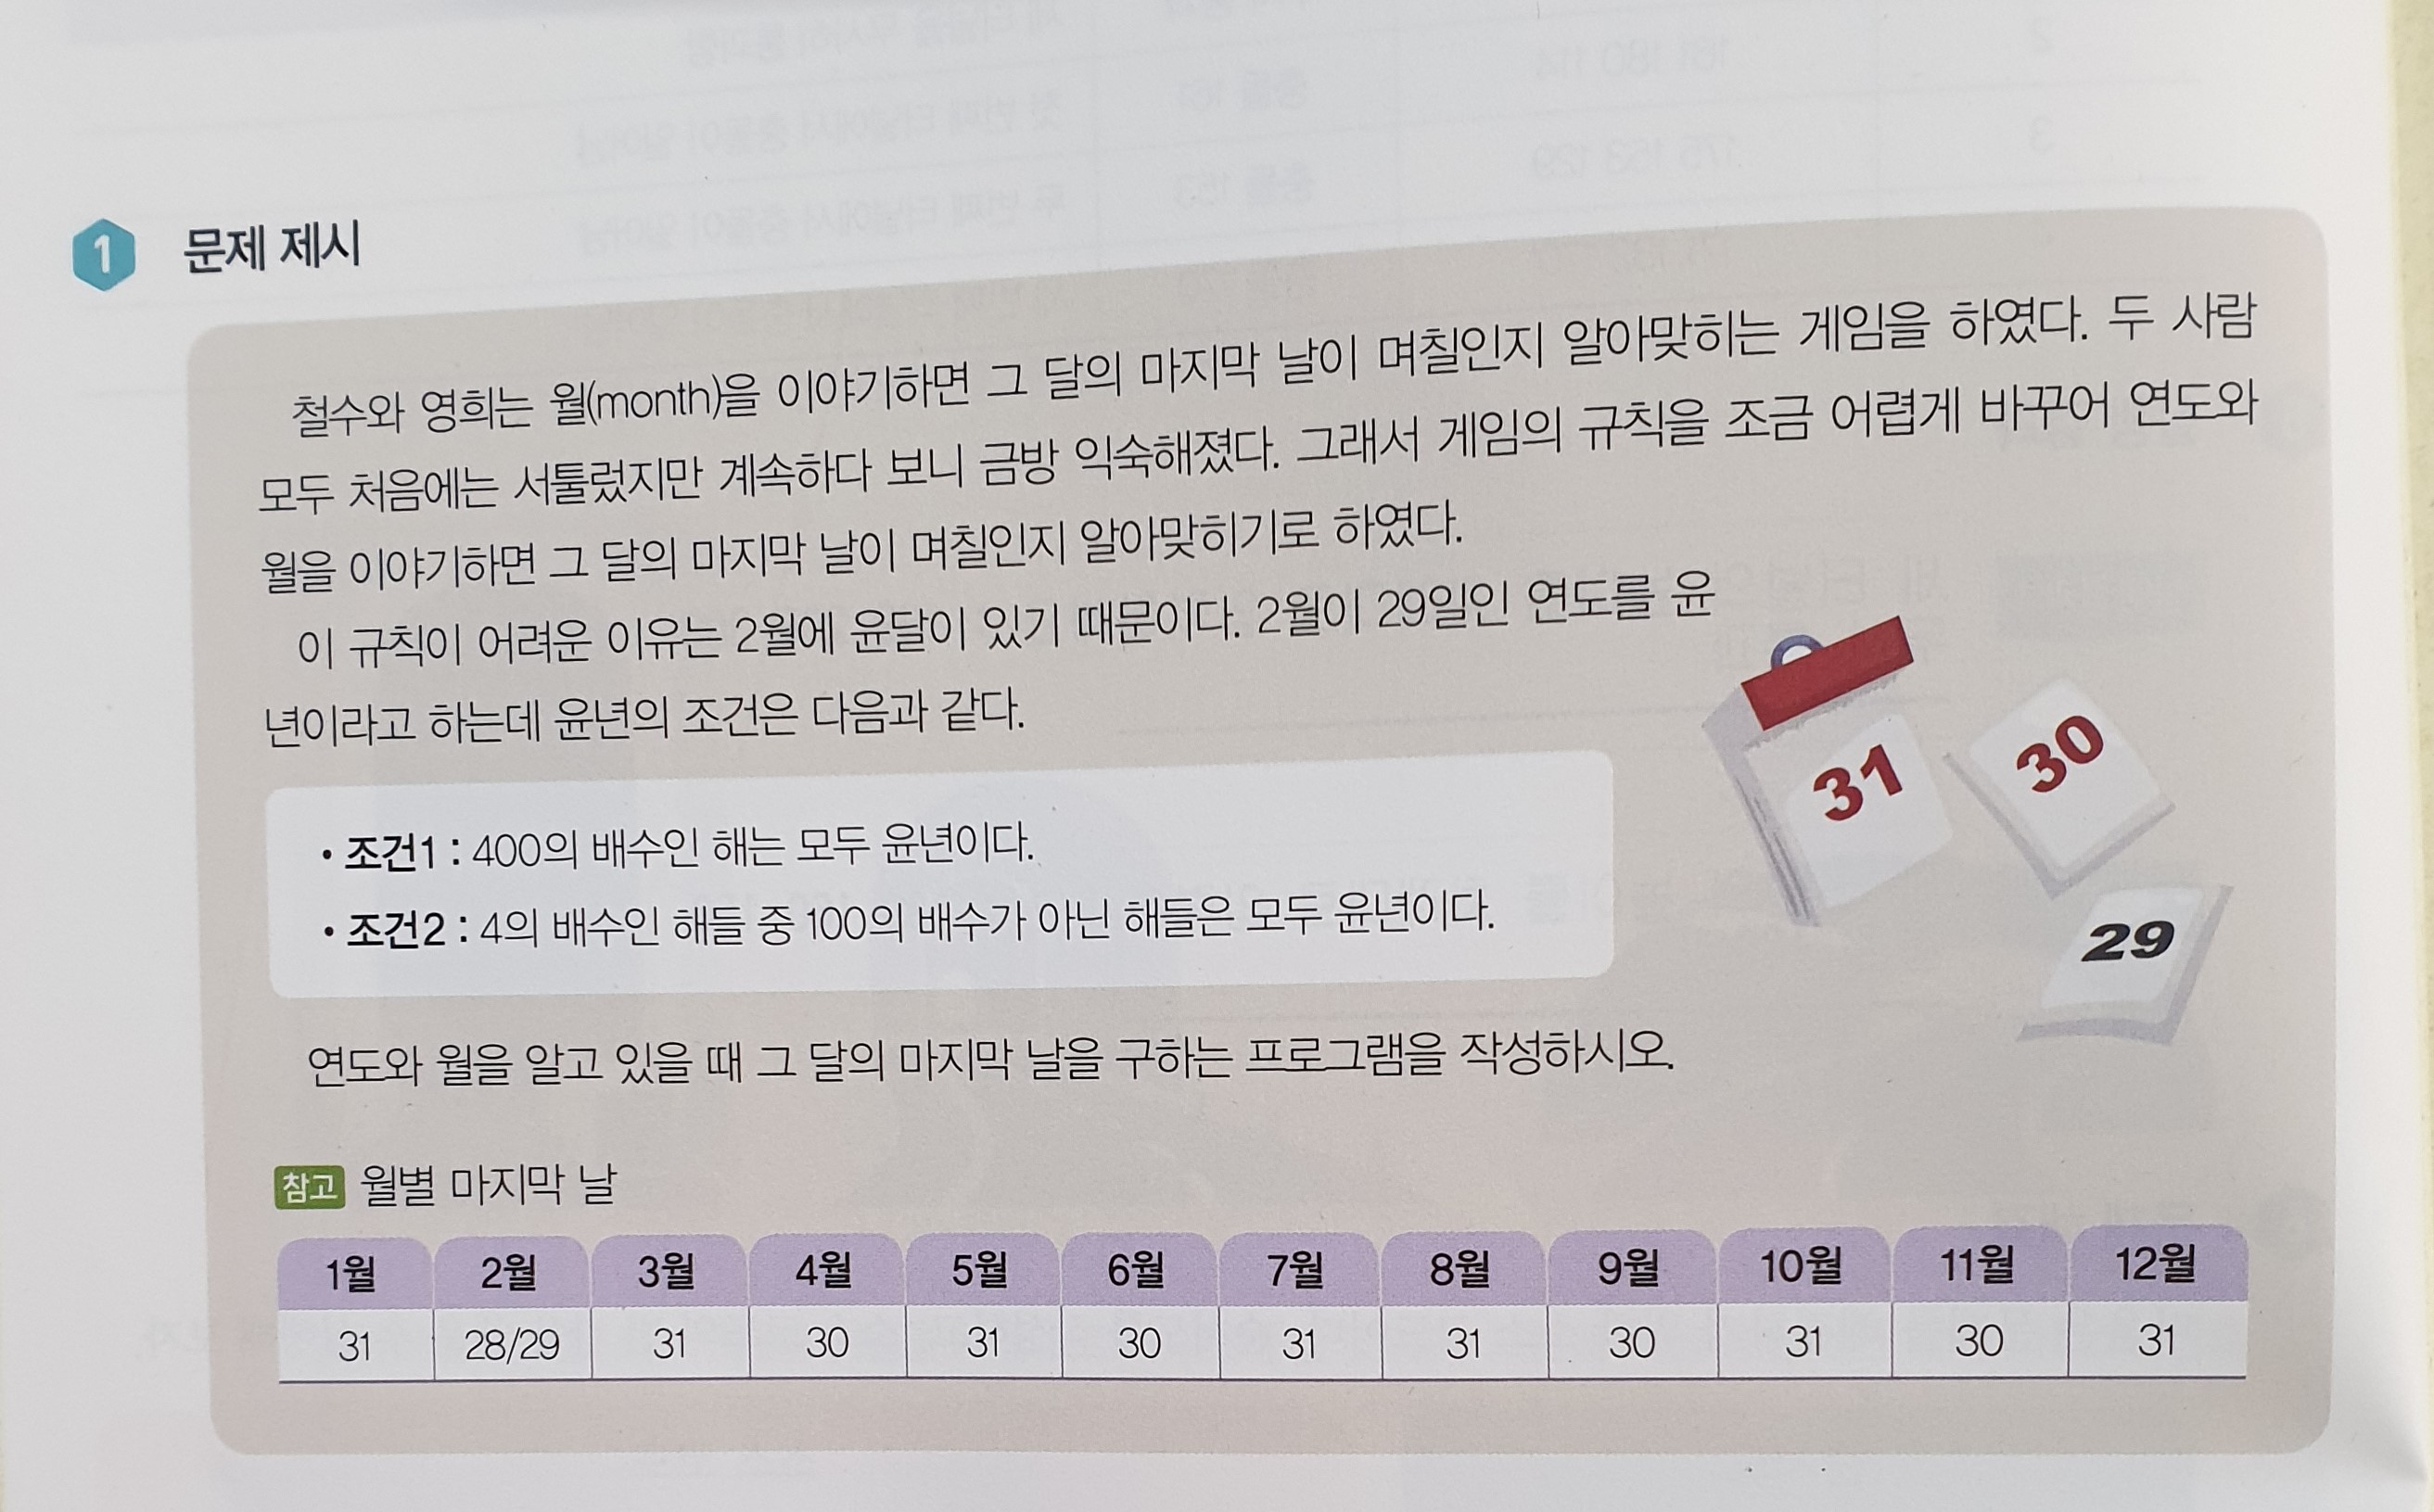 1 문제 제시
철수와 영희는 월(month)을 이야기하면 그 달의 마지막 날이 며칠인지 알아맞히는 게임을 하였다. 두 사람
모두 처음에는 서툴렀지만 계속하다 보니 금방 익숙해졌다. 그래서 게임의 규칙을 조금 어렵게 바꾸어 연도와
월을 이야기하면 그 달의 마지막 날이 며칠인지 알아맞히기로 하였다.
이 규칙이 어려운 이유는 2월에 윤달이 있기 때문이다. 2월이 29일인 연도를 윤
년이라고 하는데 윤년의 조건은 다음과 같다.
• 조건1 : 400의 배수인 해는 모두 윤년이다.
• 조건2 : 4의 배수인 해들 중 100의 배수가 아닌 해들은 모두 윤년이다.
31
30
29
연도와 월을 알고 있을 때 그 달의 마지막 날을 구하는 프로그램을 작성하시오.
참고 월별 마지막 날
1월 2월 3월 4월 5월 6월 7월 8월 9월 10월 11월 12월
31 28/29 31 30 31 30 31 31 30 31 30 31